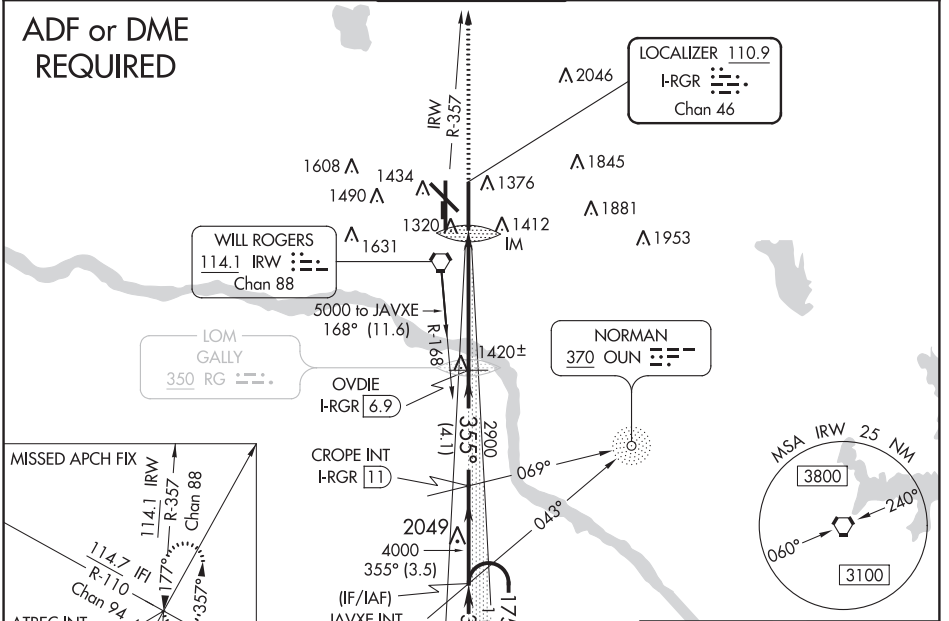 ADF or DME
REQUIRED
LOCALIZER 110.9
I-RGR
Chan 46
IRW
R-357
2046
1608
1434
1376
1845
1490
1881
1320
1412
IM
1953
1631
WILL ROGERS
114.1 IRW
Chan 88
5000 to JAVXE
168° (11.6)
R-168
LOM
GALLY
350 RG
1420±
NORMAN
370 OUN
OVDIE
I-RGR 6.9
355°
(4.1)
2900
CROPE INT
I-RGR 11
069°
043°
2049
4000
355° (3.5)
(IF/IAF)
JAVXE INT
175
MISSED APCH FIX
114.1 IRW
R-357
Chan 88
114.7 IFI
R-110
Chan 94
177°
357°
MSA IRW 25 NM
3800
240°
060°
3100